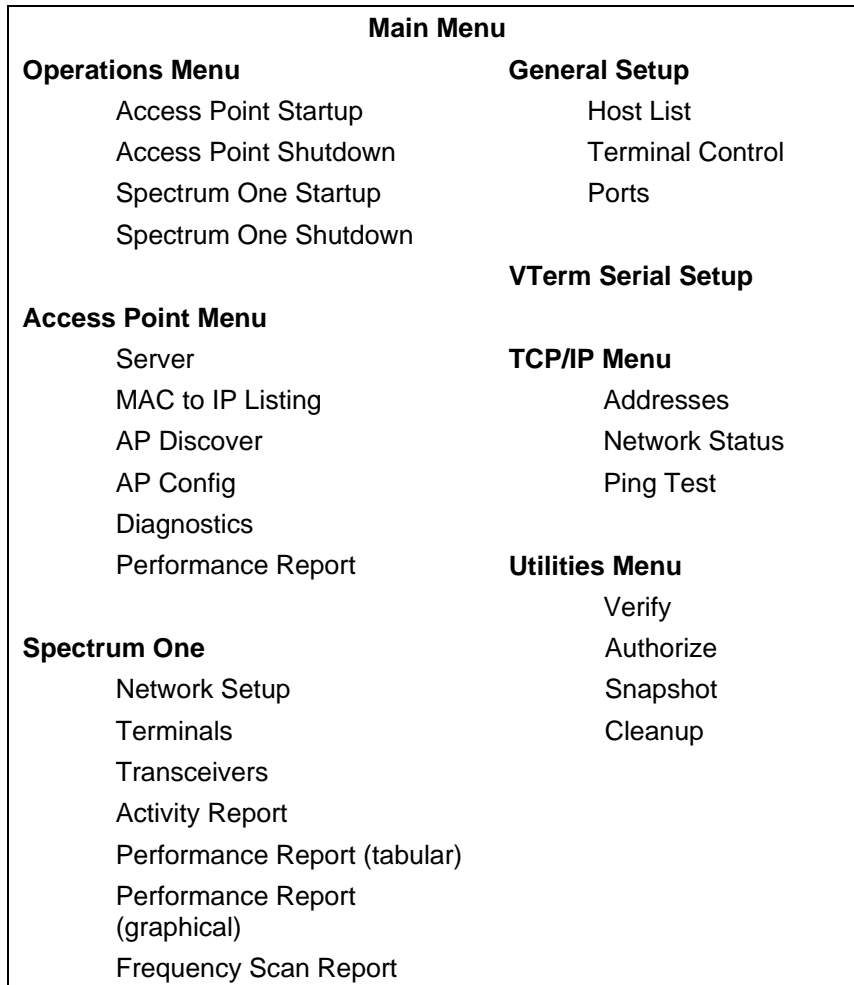 Main Menu
Operations Menu
Access Point Startup
Access Point Shutdown
Spectrum One Startup
Spectrum One Shutdown
Access Point Menu
Server
MAC to IP Listing
AP Discover
AP Config
Diagnostics
Performance Report
Spectrum One
Network Setup
Terminals
Transceivers
Activity Report
Performance Report (tabular)
Performance Report
(graphical)
Frequency Scan Report
General Setup
Host List
Terminal Control
Ports
VTerm Serial Setup
TCP/IP Menu
Addresses
Network Status
Ping Test
Utilities Menu
Verify
Authorize
Snapshot
Cleanup